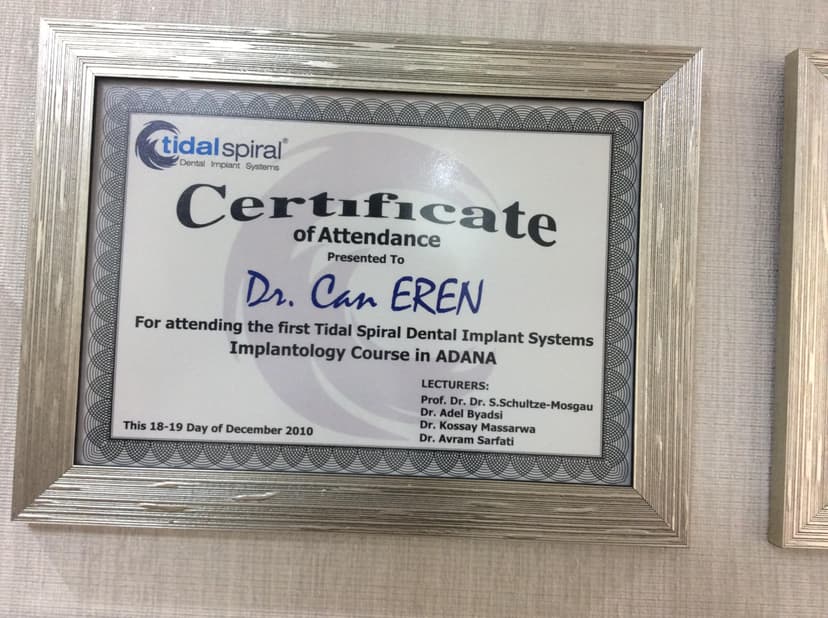 tidalspiral®
Dental Implant Systems
Certificate
of Attendance
Presented To
Dr. Can EREN
For attending the first Tidal Spiral Dental Implant Systems
Implantology Course in ADANA
LECTURERS:
Prof. Dr. Dr. S.Schultze-Mosgau
Dr. Adel Byadsi
Dr. Kossay Massarwa
Dr. Avram Sarfati
This 18-19 Day of December 2010